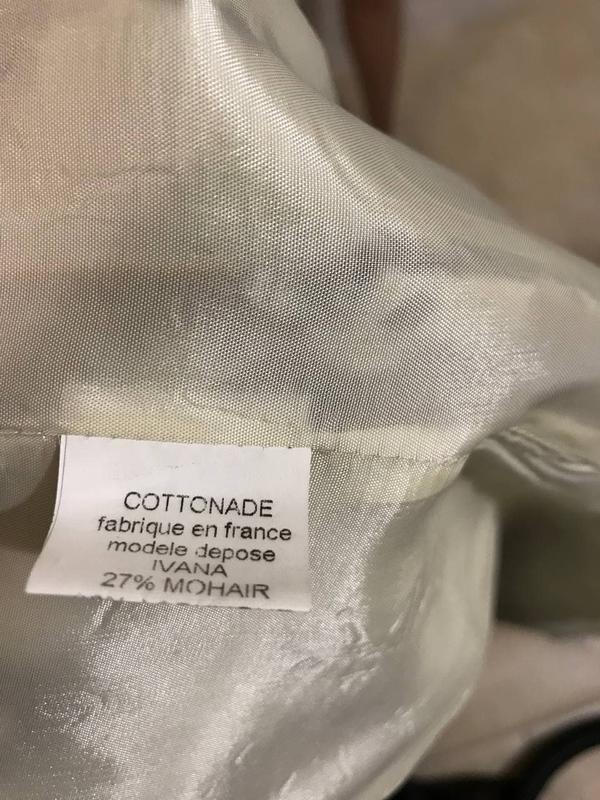 COTTONADE
fabrique en france
modele depose
IVANA
27% MOHAIR